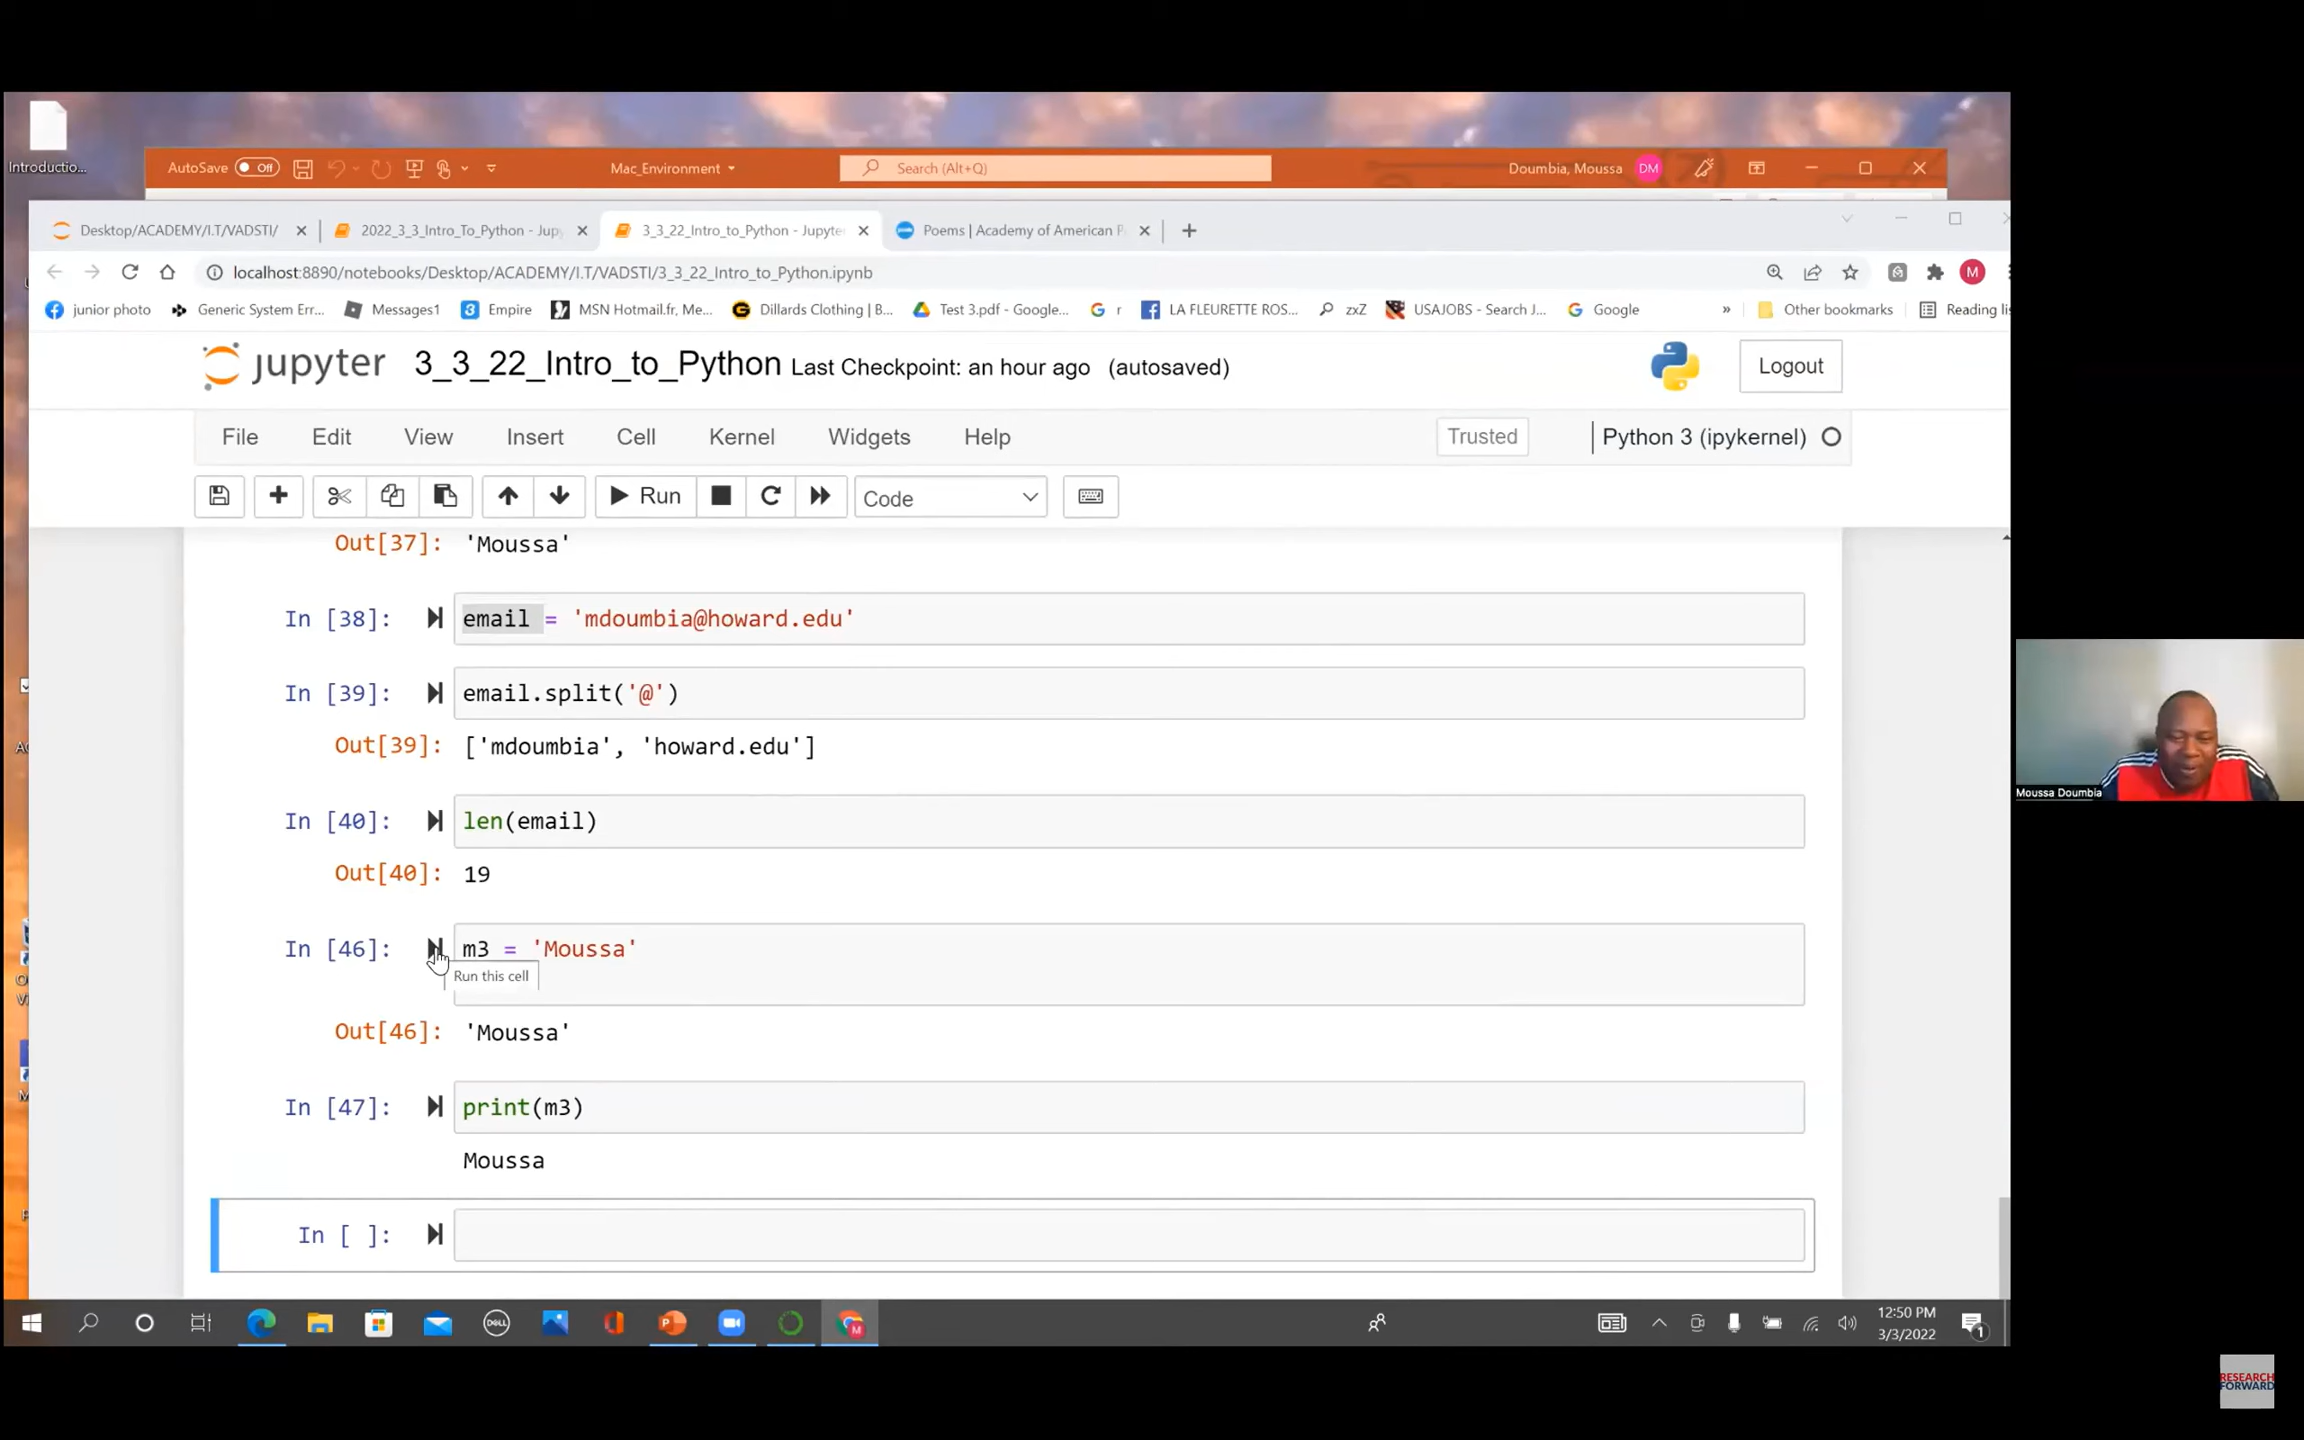 Introductio...
AutoSave Off Mac_Environment Search (Alt+Q) Doumbia, Moussa DM
Desktop/ACADEMY/I.T/VADSTI/ 2022_3_3_Intro_To_Python - Jup 3_3_22_Intro_to_Python - Jupyte Poems | Academy of American P
localhost:8890/notebooks/Desktop/ACADEMY/I.T/VADSTI/3_3_22_Intro_to_Python.ipynb M
junior photo Generic System Err... Messages1 3 Empire MSN Hotmail.fr, Me... Dillards Clothing | B... Test 3.pdf - Google... r LA FLEURETTE ROS... zxZ USAJOBS - Search J... Google » Other bookmarks Reading lis
jupyter 3_3_22_Intro_to_Python Last Checkpoint: an hour ago (autosaved) Logout
File Edit View Insert Cell Kernel Widgets Help Trusted Python 3 (ipykernel)
Run Code
Out[37]: 'Moussa'
In [38]: email = 'mdoumbia@howard.edu'
In [39]: email.split('@')
Out[39]: ['mdoumbia', 'howard.edu']
In [40]: len(email)
Out[40]: 19
In [46]: m3 = 'Moussa'
Run this cell
Out[46]: 'Moussa'
In [47]: print(m3)
Moussa
In [ ]:
Moussa Doumbia
DELL
12:50 PM
3/3/2022
1
RESEARCH
FORWARD